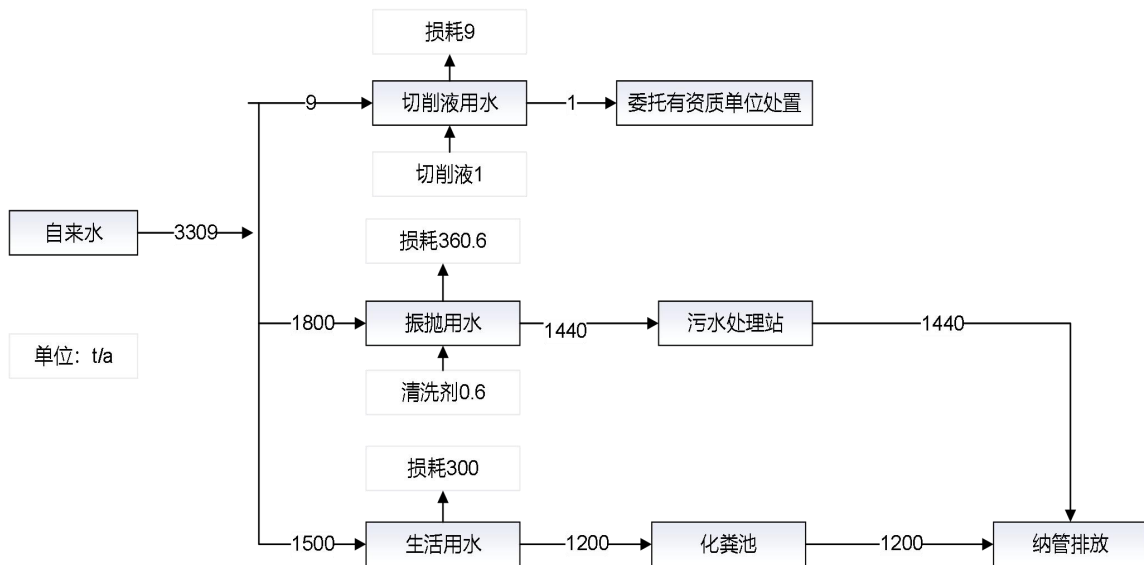 损耗9
9
切削液用水
1
委托有资质单位处置
切削液1
自来水
3309
损耗360.6
1800
振抛用水
1440
污水处理站
1440
单位：t/a
清洗剂0.6
损耗300
1500
生活用水
1200
化粪池
1200
纳管排放